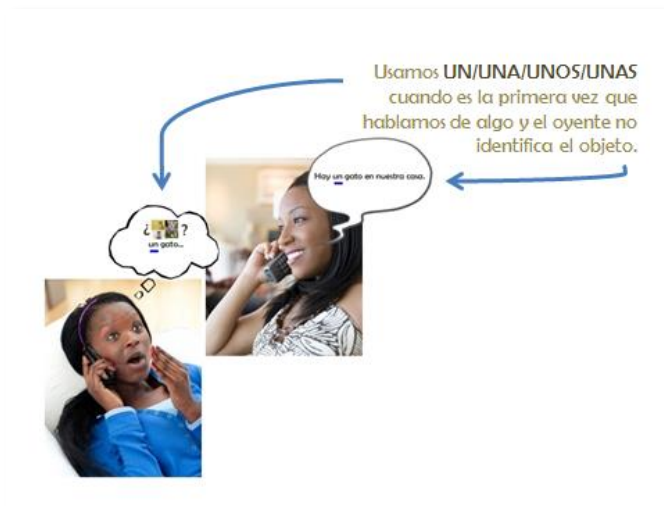 Usamos UN/UNA/UNOS/UNAS
cuando es la primera vez que
hablamos de algo y el oyente no
identifica el objeto.
Hay un gato en nuestra casa.
¿ ?
un gato...